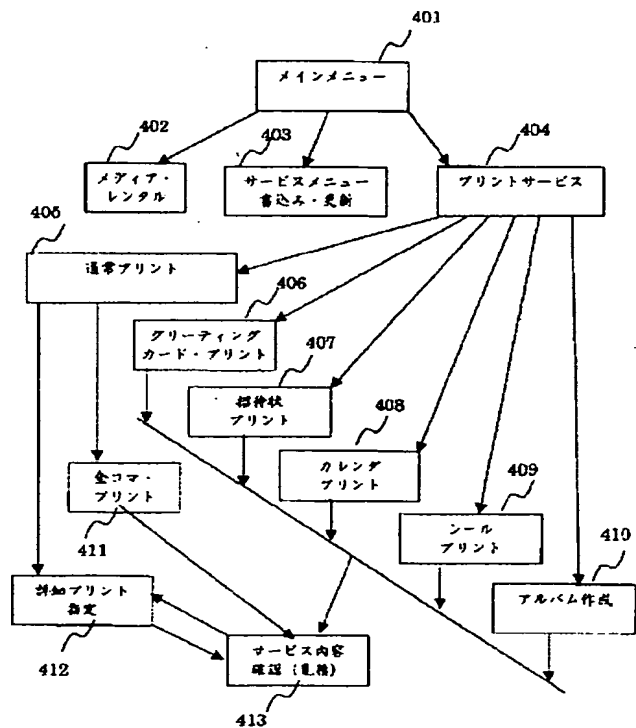 401
メインメニュー
402
メディア・
レンタル
403
サービスメニュー
書込み・更新
404
プリントサービス
405
通常プリント
406
グリーティング
カード・プリント
407
招待状
プリント
408
カレンダ
プリント
409
シール
プリント
410
アルバム作成
全コマ・
プリント
411
詳細プリント
指定
412
サービス内容
確認(見積)
413